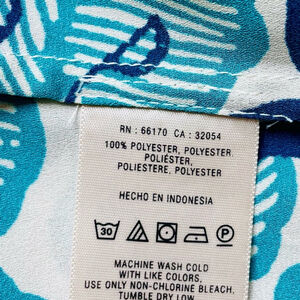 RN : 66170 CA : 32054
100% POLYESTER, POLYESTER
POLIÉSTER,
POLIESTERE, POLYESTER
HECHO EN INDONESIA
30 P
MACHINE WASH COLD
WITH LIKE COLORS,
USE ONLY NON-CHLORINE BLEACH,
TUMBLE DRY LOW,